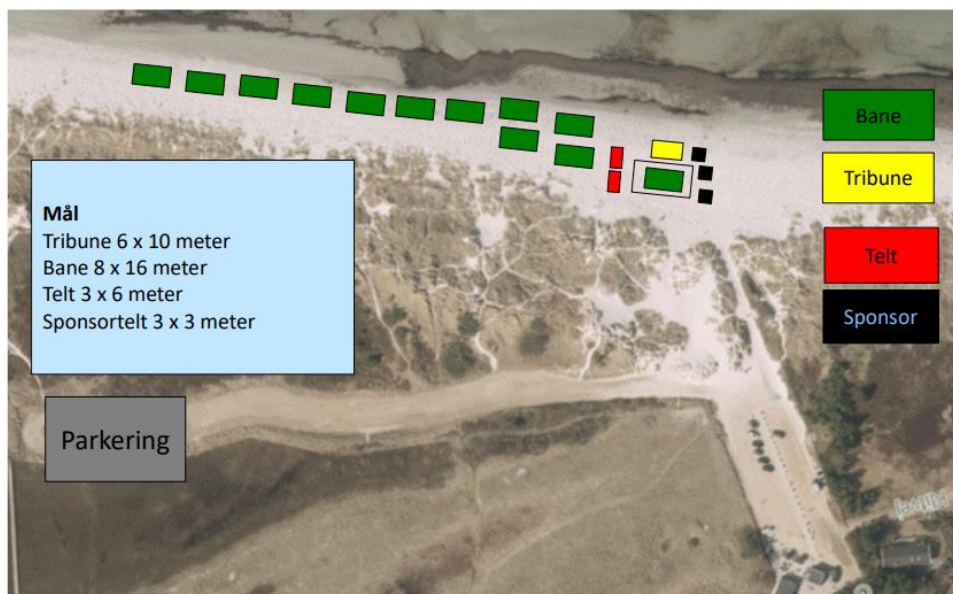 Bane
Tribune
Mål
Tribune 6 x 10 meter
Bane 8 x 16 meter
Telt 3 x 6 meter
Sponsortelt 3 x 3 meter
Telt
Sponsor
Parkering